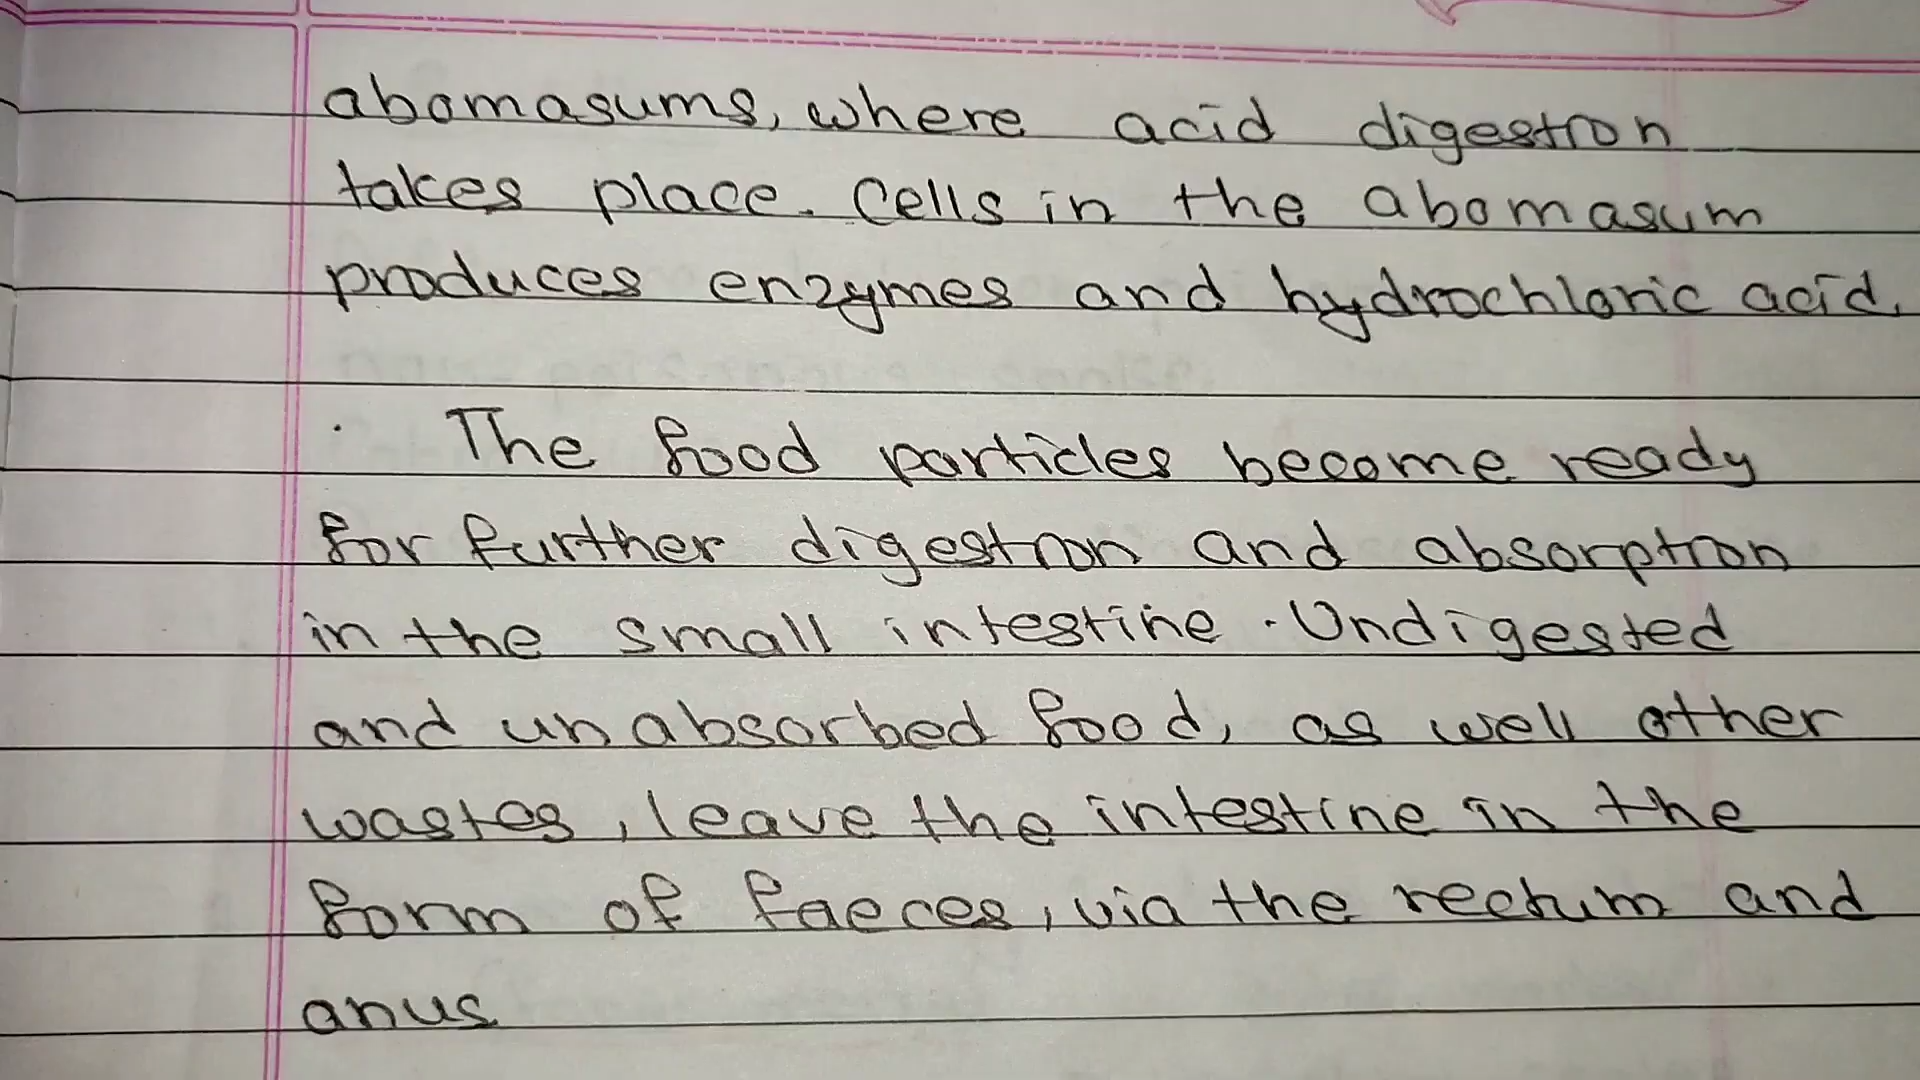 abomasums, where acid digestion
takes place. Cells in the abomasum
produces enzymes and hydrochloric acid.
. The food particles become ready
for further digestion and absorption
in the small intestine. Undigested
and unabsorbed food, as well other
wastes, leave the intestine in the
form of faeces, via the rectum and
anus